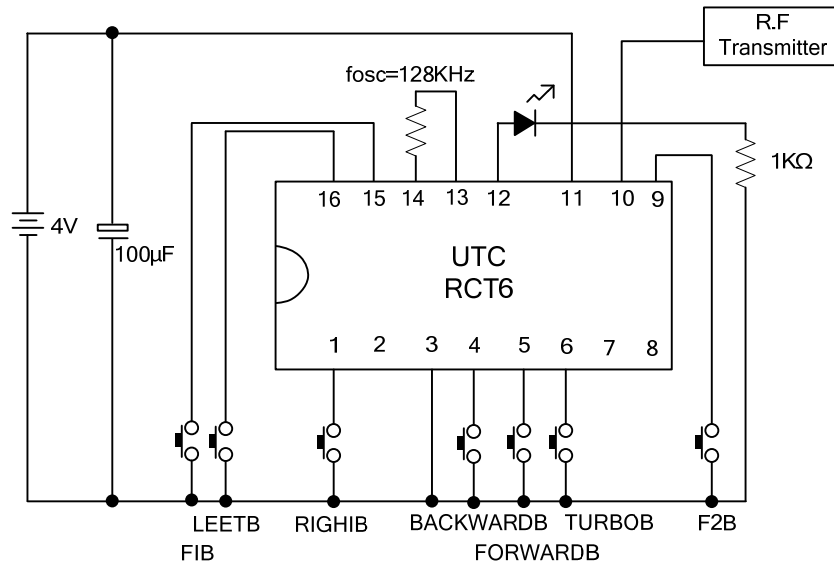 R.F
Transmitter
fosc=128KHz
1KΩ
16 15 14 13 12 11 10 9
4V
100µF
UTC
RCT6
1 2 3 4 5 6 7 8
LEETB RIGHIB BACKWARDB TURBOB F2B
FIB FORWARDB